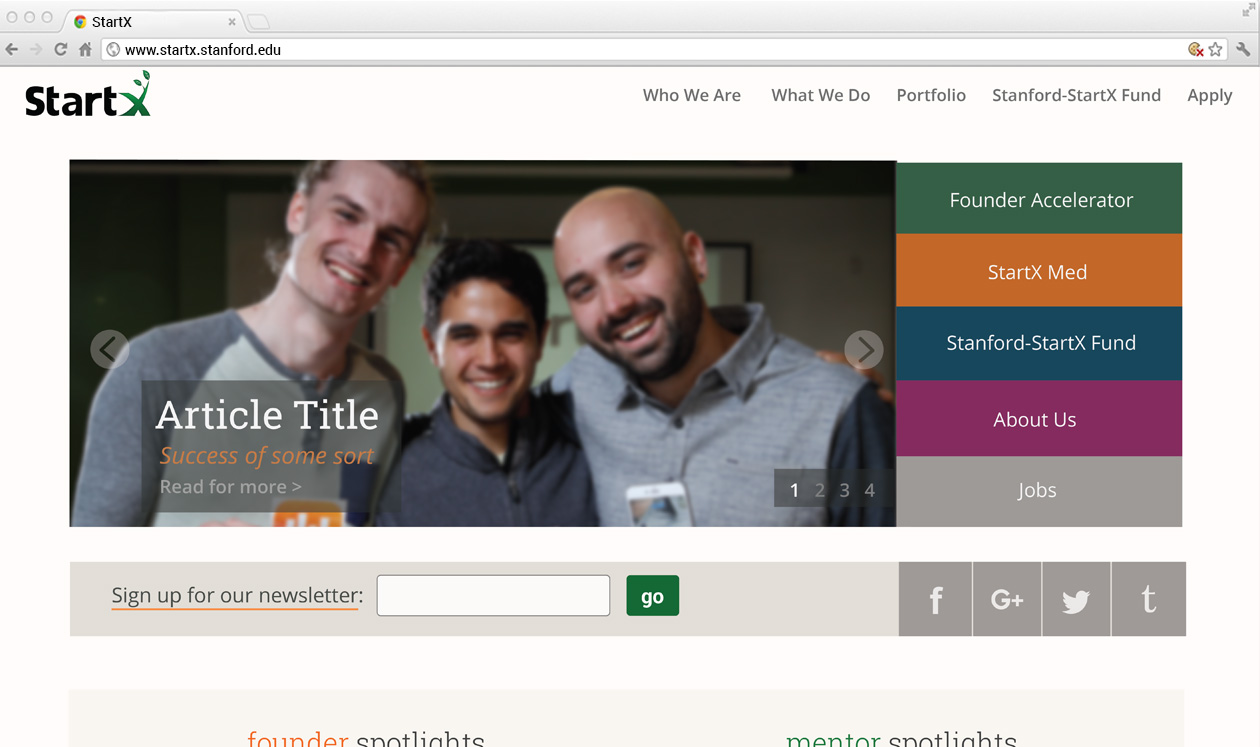 StartX
www.startx.stanford.edu
StartX
Who We Are What We Do Portfolio Stanford-StartX Fund Apply
Founder Accelerator
StartX Med
Stanford-StartX Fund
About Us
Jobs
Article Title
Success of some sort
Read for more >
1 2 3 4
Sign up for our newsletter: go
f G+ t
founder spotlights
mentor spotlights